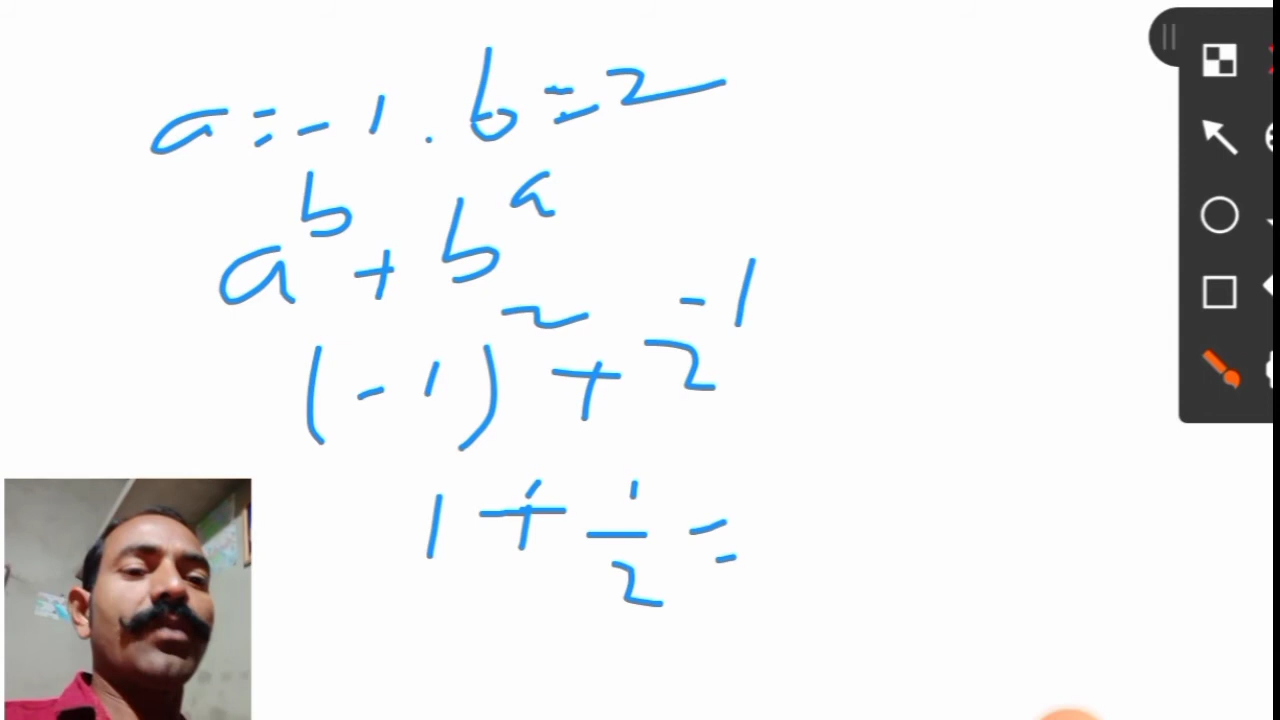 a = -1 . b = 2
a^b + b^a
(-1)^2 + 2^-1
1 + 1/2 =